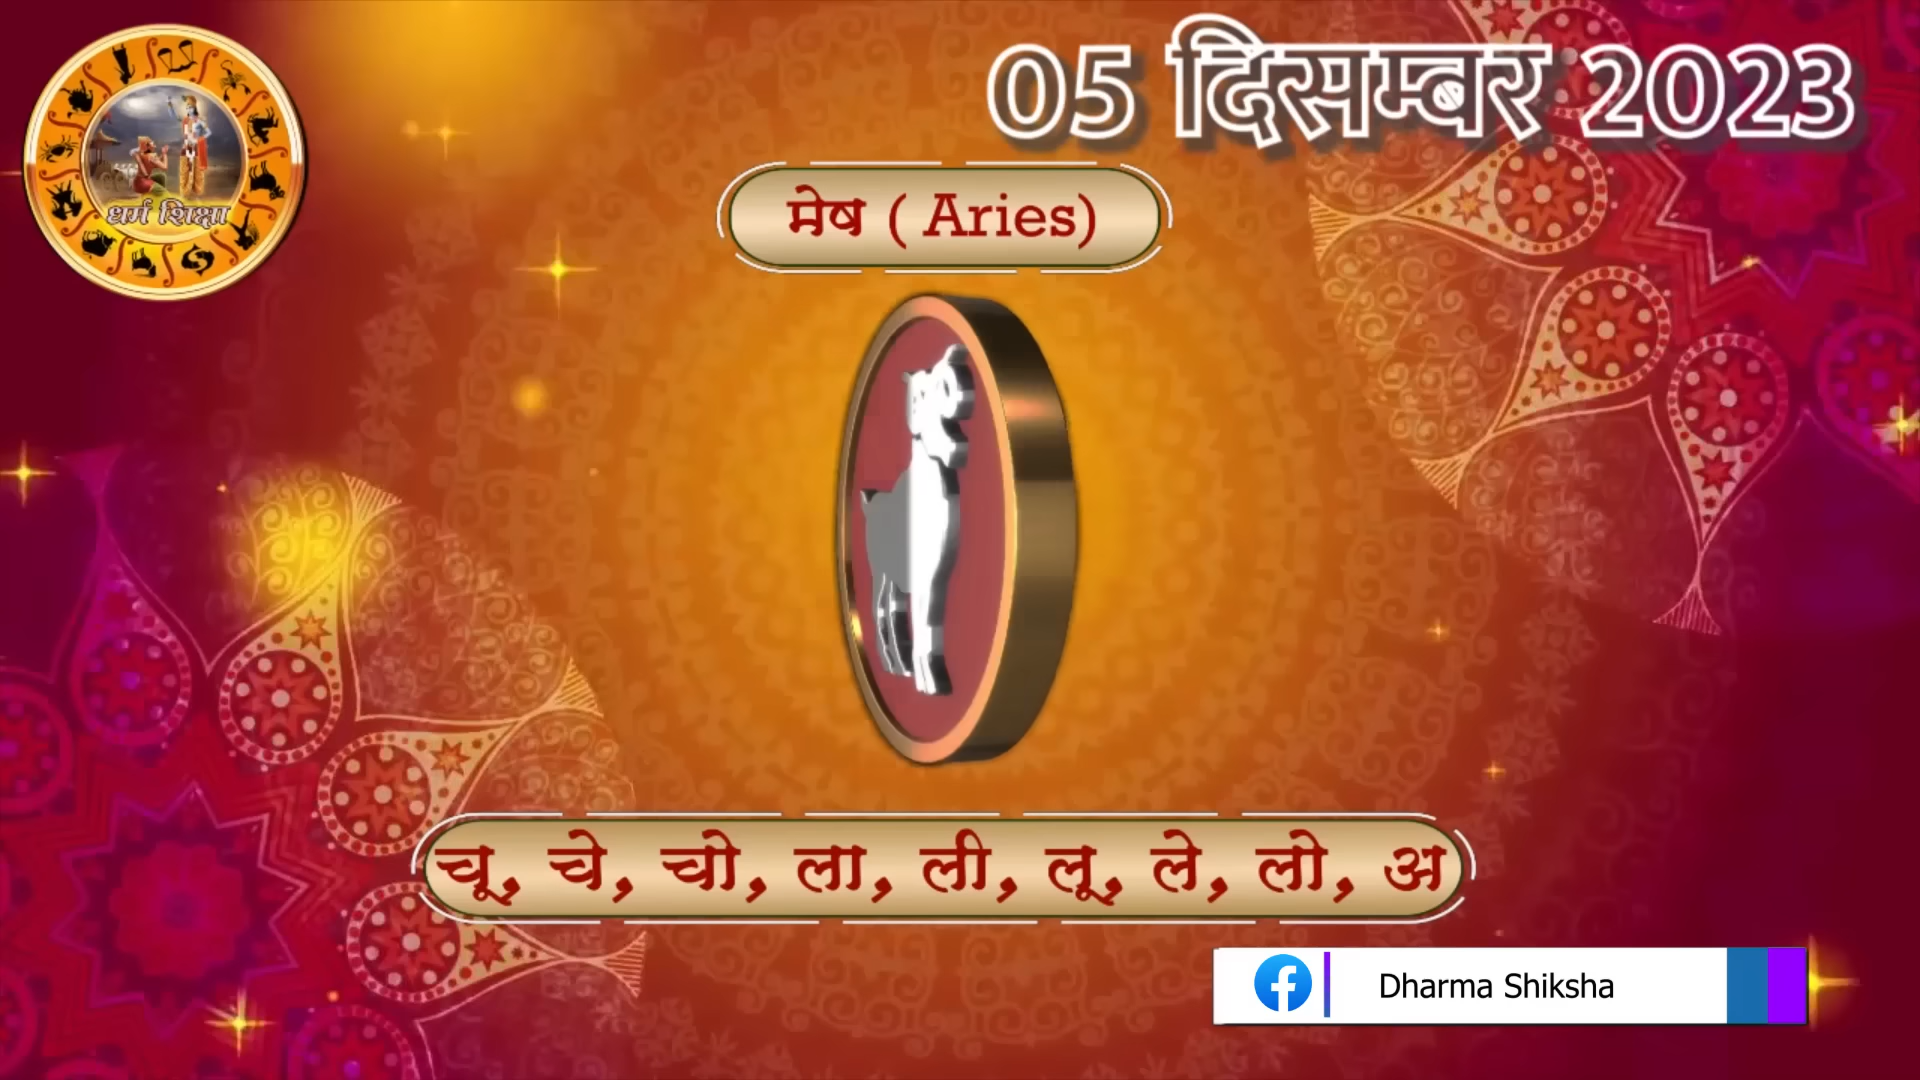 05 दिसम्बर 2023
धर्म शिक्षा
मेष ( Aries)
चू, चे, चो, ला, ली, लू, ले, लो, अ
Dharma Shiksha